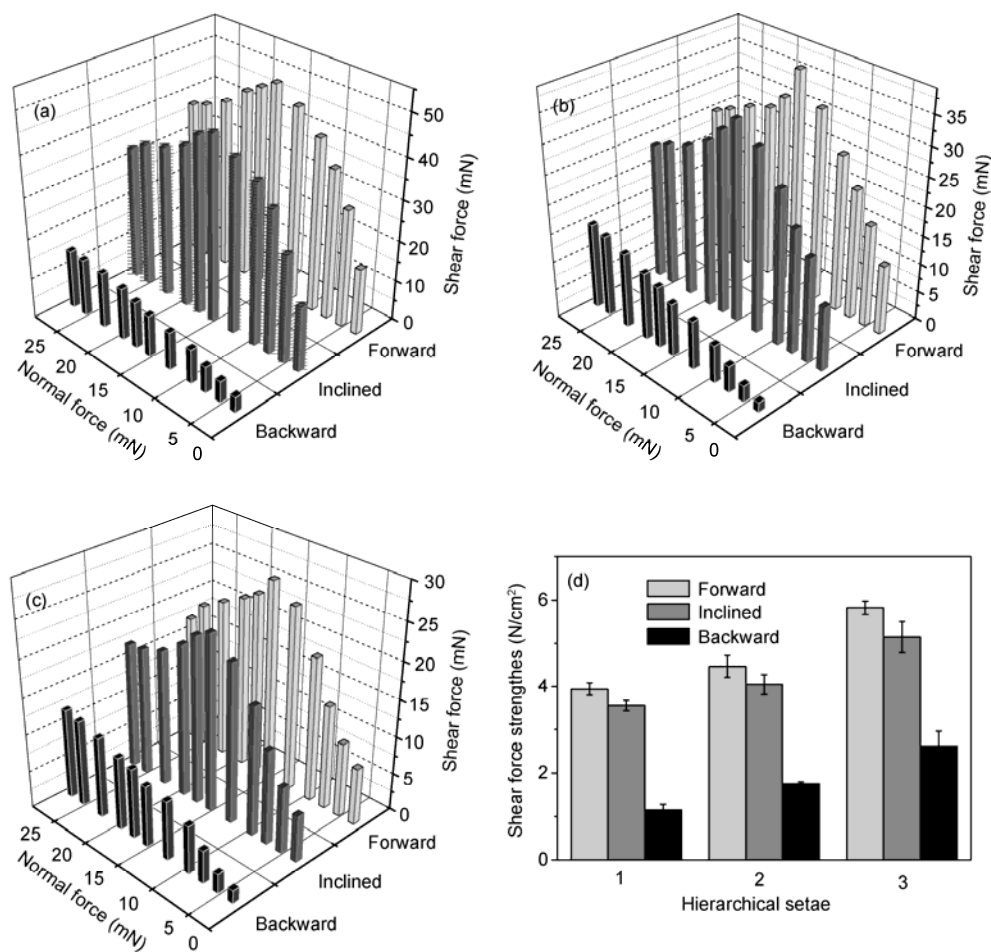 (a)
50
40
30
20
10
0
Shear force (mN)
25
20
15
10
5
0
Normal force (mN)
Forward
Inclined
Backward
(b)
35
30
25
20
15
10
5
0
Shear force (mN)
25
20
15
10
5
0
Normal force (mN)
Forward
Inclined
Backward
(c)
30
25
20
15
10
5
0
Shear force (mN)
25
20
15
10
5
0
Normal force (mN)
Forward
Inclined
Backward
(d)
Forward
Inclined
Backward
6
4
2
0
Shear force strengthes (N/cm²)
1 2 3
Hierarchical setae